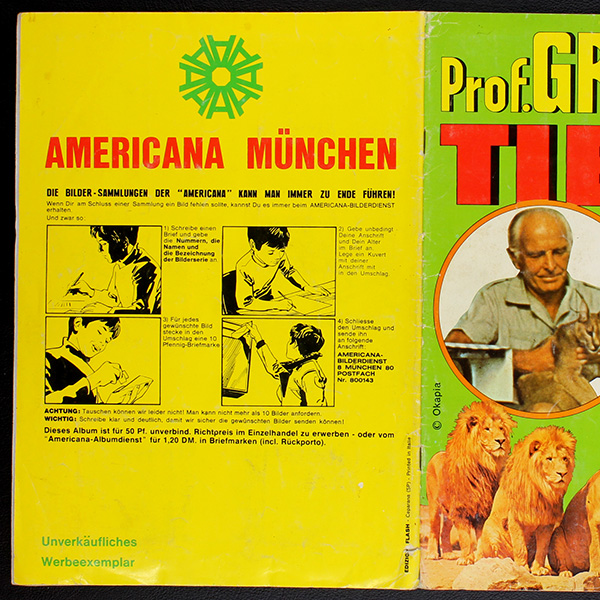 AMERICANA MÜNCHEN
DIE BILDER-SAMMLUNGEN DER "AMERICANA" KANN MAN IMMER ZU ENDE FÜHREN!
Wenn Dir am Schluss einer Sammlung ein Bild fehlen sollte, kannst Du es immer beim AMERICANA-BILDERDIENST
erhalten.
Und zwar so:
1) Schreibe einen
Brief und gebe
die Nummern, die
Namen und
die Bezeichnung
der Bilderserie an.
2) Gebe unbedingt
Deine Anschrift
und Dein Alter
im Brief an.
Lege ein Kuvert
mit deiner
Anschrift mit
in den Umschlag.
3) Für jedes
gewünschte Bild
stecke in den
Umschlag eine 10
Pfennig-Briefmarke
4) Schliesse
den Umschlag und
sende ihn
an folgende
Anschrift:
AMERICANA-
BILDERDIENST
8 MÜNCHEN 80
POSTFACH
Nr. 800143
ACHTUNG: Tauschen können wir leider nicht! Man kann nicht mehr als 10 Bilder anfordern.
WICHTIG: Schreibe klar und deutlich, damit wir sicher die gewünschten Bilder senden können!
Dieses Album ist für 50 Pf. unverbind. Richtpreis im Einzelhandel zu erwerben - oder vom
"Americana-Albumdienst" für 1,20 DM. in Briefmarken (incl. Rückporto).
Unverkäufliches
Werbeexemplar
Printed in Italy
Prof. GR
TIE
© Okapia